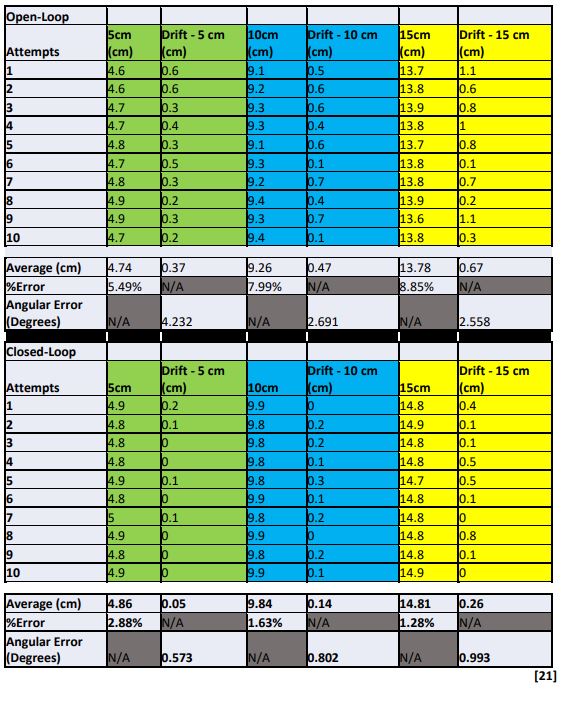 Open-Loop
Attempts 5cm (cm) Drift - 5 cm (cm) 10cm (cm) Drift - 10 cm (cm) 15cm (cm) Drift - 15 cm (cm)
1 4.6 0.6 9.1 0.5 13.7 1.1
2 4.6 0.6 9.2 0.6 13.8 0.6
3 4.7 0.3 9.3 0.6 13.9 0.8
4 4.7 0.4 9.3 0.4 13.8 1
5 4.8 0.3 9.1 0.6 13.7 0.8
6 4.7 0.5 9.3 0.1 13.8 0.1
7 4.8 0.3 9.2 0.7 13.8 0.7
8 4.9 0.2 9.4 0.4 13.9 0.2
9 4.9 0.3 9.3 0.7 13.6 1.1
10 4.7 0.2 9.4 0.1 13.8 0.3
Average (cm) 4.74 0.37 9.26 0.47 13.78 0.67
%Error 5.49% N/A 7.99% N/A 8.85% N/A
Angular Error (Degrees) N/A 4.232 N/A 2.691 N/A 2.558
Closed-Loop
Attempts 5cm Drift - 5 cm (cm) 10cm Drift - 10 cm (cm) 15cm Drift - 15 cm (cm)
1 4.9 0.2 9.9 0 14.8 0.4
2 4.8 0.1 9.8 0.2 14.9 0.1
3 4.8 0 9.8 0.2 14.8 0.1
4 4.8 0 9.8 0.1 14.8 0.5
5 4.9 0.1 9.8 0.3 14.7 0.5
6 4.8 0 9.9 0.1 14.8 0.1
7 5 0.1 9.8 0.2 14.8 0
8 4.9 0 9.9 0 14.8 0.8
9 4.8 0 9.8 0.2 14.8 0.1
10 4.9 0 9.9 0.1 14.9 0
Average (cm) 4.86 0.05 9.84 0.14 14.81 0.26
%Error 2.88% N/A 1.63% N/A 1.28% N/A
Angular Error (Degrees) N/A 0.573 N/A 0.802 N/A 0.993
[21]